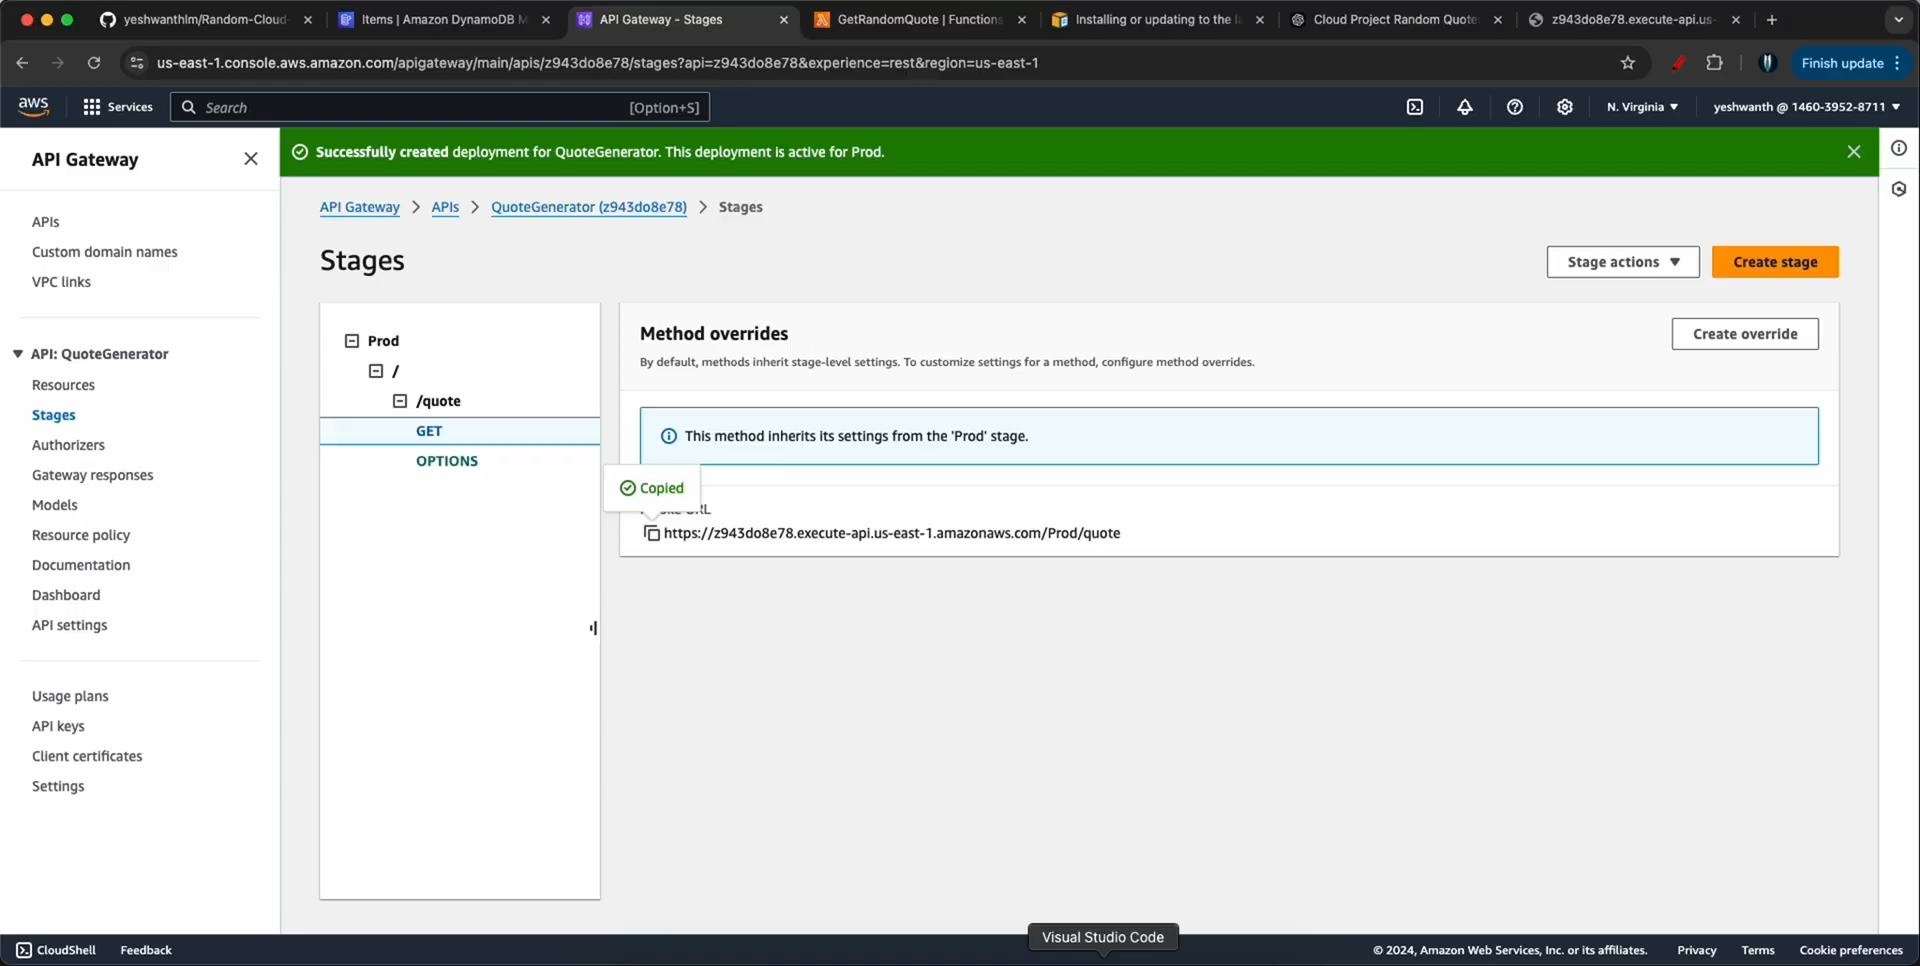 yeshwanthlm/Random-Cloud-
Items | Amazon DynamoDB M
API Gateway - Stages
GetRandomQuote | Functions
Installing or updating to the la
Cloud Project Random Quote
z943do8e78.execute-api.us-
us-east-1.console.aws.amazon.com/apigateway/main/apis/z943do8e78/stages?api=z943do8e78&experience=rest&region=us-east-1
Finish update
aws
Services
Search
[Option+S]
N. Virginia
yeshwanth @ 1460-3952-8711
API Gateway
Successfully created deployment for QuoteGenerator. This deployment is active for Prod.
API Gateway
APIs
QuoteGenerator (z943do8e78)
Stages
APIs
Custom domain names
VPC links
API: QuoteGenerator
Resources
Stages
Authorizers
Gateway responses
Models
Resource policy
Documentation
Dashboard
API settings
Usage plans
API keys
Client certificates
Settings
Stages
Stage actions
Create stage
Prod
/
/quote
GET
OPTIONS
Method overrides
Create override
By default, methods inherit stage-level settings. To customize settings for a method, configure method overrides.
This method inherits its settings from the 'Prod' stage.
Copied
URL
https://z943do8e78.execute-api.us-east-1.amazonaws.com/Prod/quote
Visual Studio Code
CloudShell
Feedback
© 2024, Amazon Web Services, Inc. or its affiliates.
Privacy
Terms
Cookie preferences